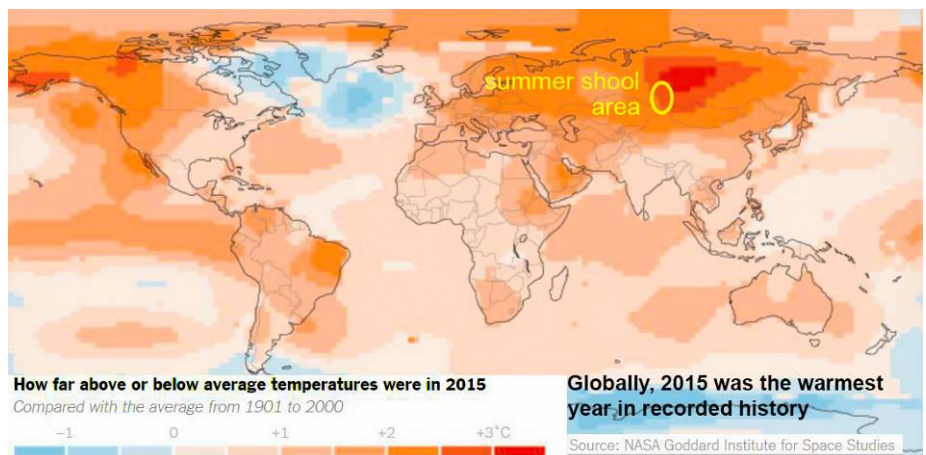 summer shool
area
How far above or below average temperatures were in 2015
Compared with the average from 1901 to 2000
−1 0 +1 +2 +3°C
Globally, 2015 was the warmest
year in recorded history
Source: NASA Goddard Institute for Space Studies